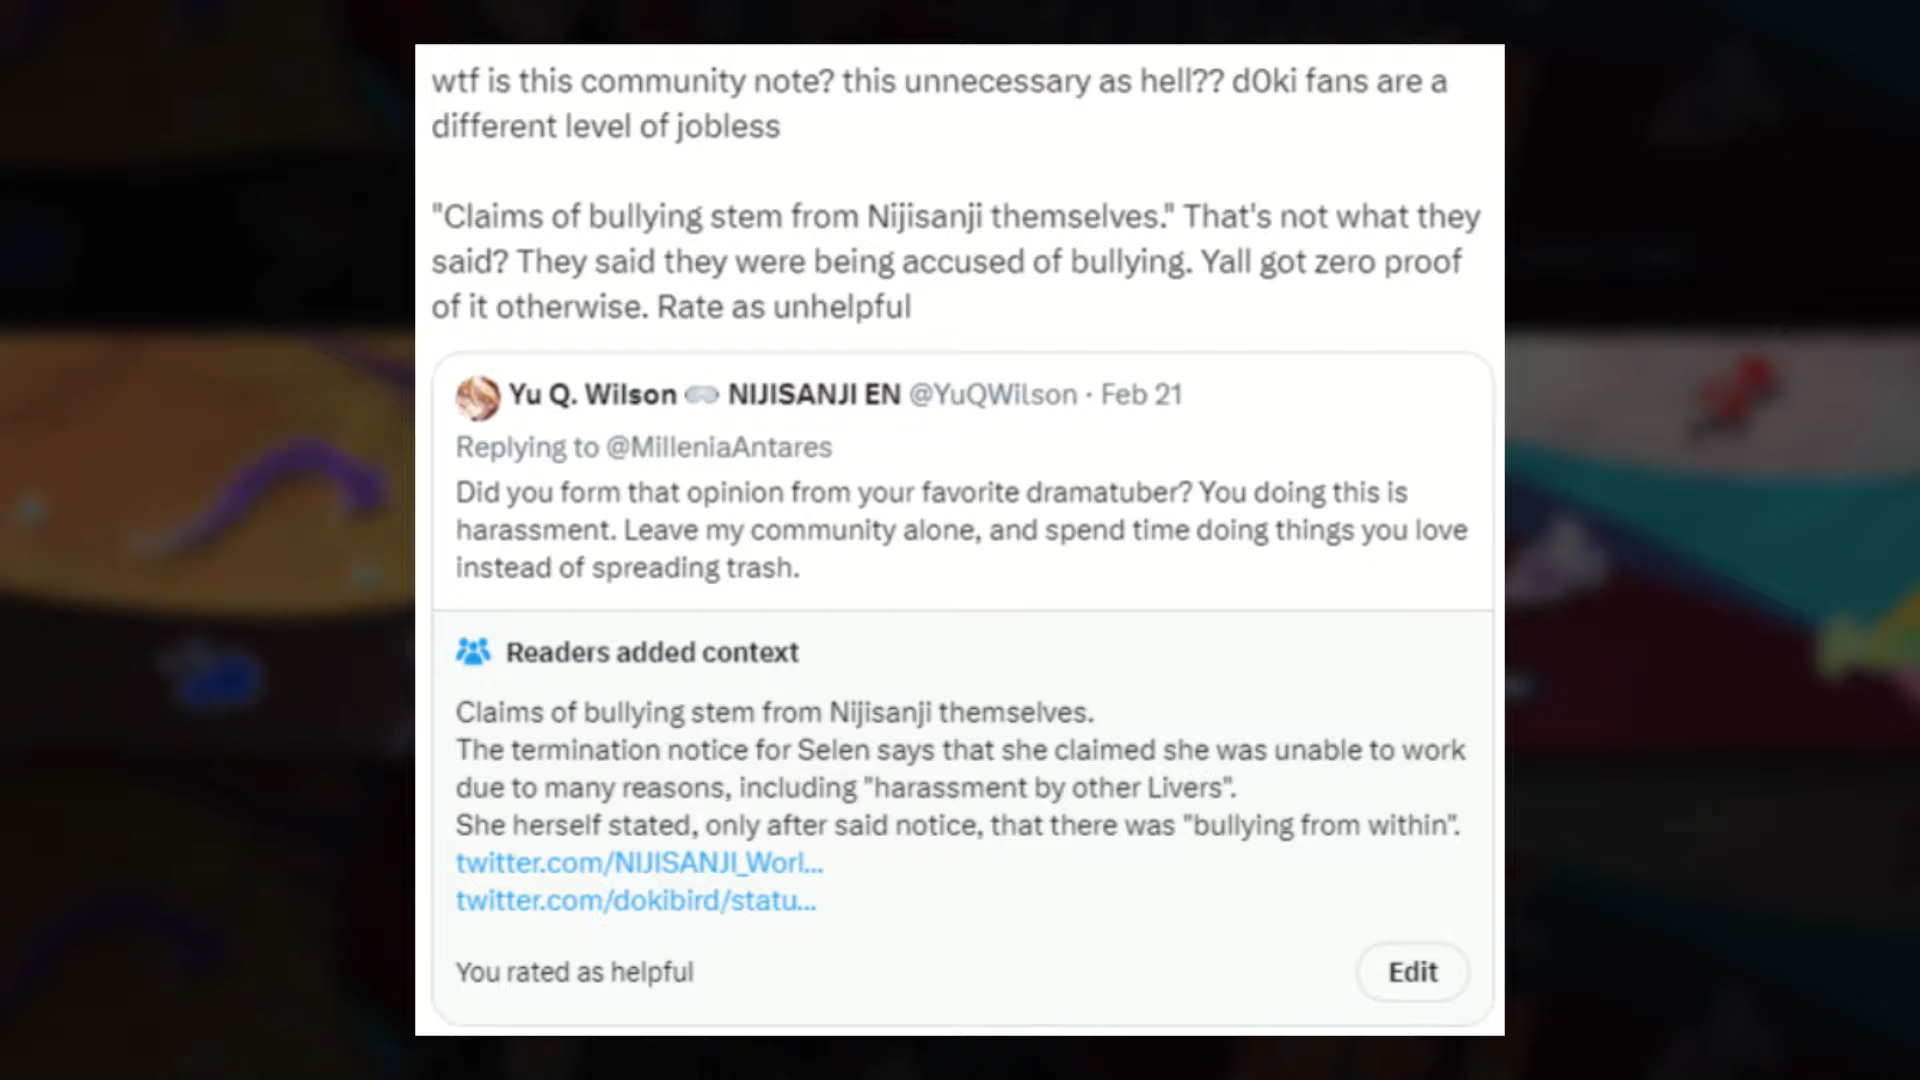 wtf is this community note? this unnecessary as hell?? d0ki fans are a
different level of jobless
"Claims of bullying stem from Nijisanji themselves." That's not what they
said? They said they were being accused of bullying. Yall got zero proof
of it otherwise. Rate as unhelpful
Yu Q. Wilson NIJISANJI EN @YuQWilson · Feb 21
Replying to @MilleniaAntares
Did you form that opinion from your favorite dramatuber? You doing this is
harassment. Leave my community alone, and spend time doing things you love
instead of spreading trash.
Readers added context
Claims of bullying stem from Nijisanji themselves.
The termination notice for Selen says that she claimed she was unable to work
due to many reasons, including "harassment by other Livers".
She herself stated, only after said notice, that there was "bullying from within".
twitter.com/NIJISANJI_Worl...
twitter.com/dokibird/statu...
You rated as helpful
Edit